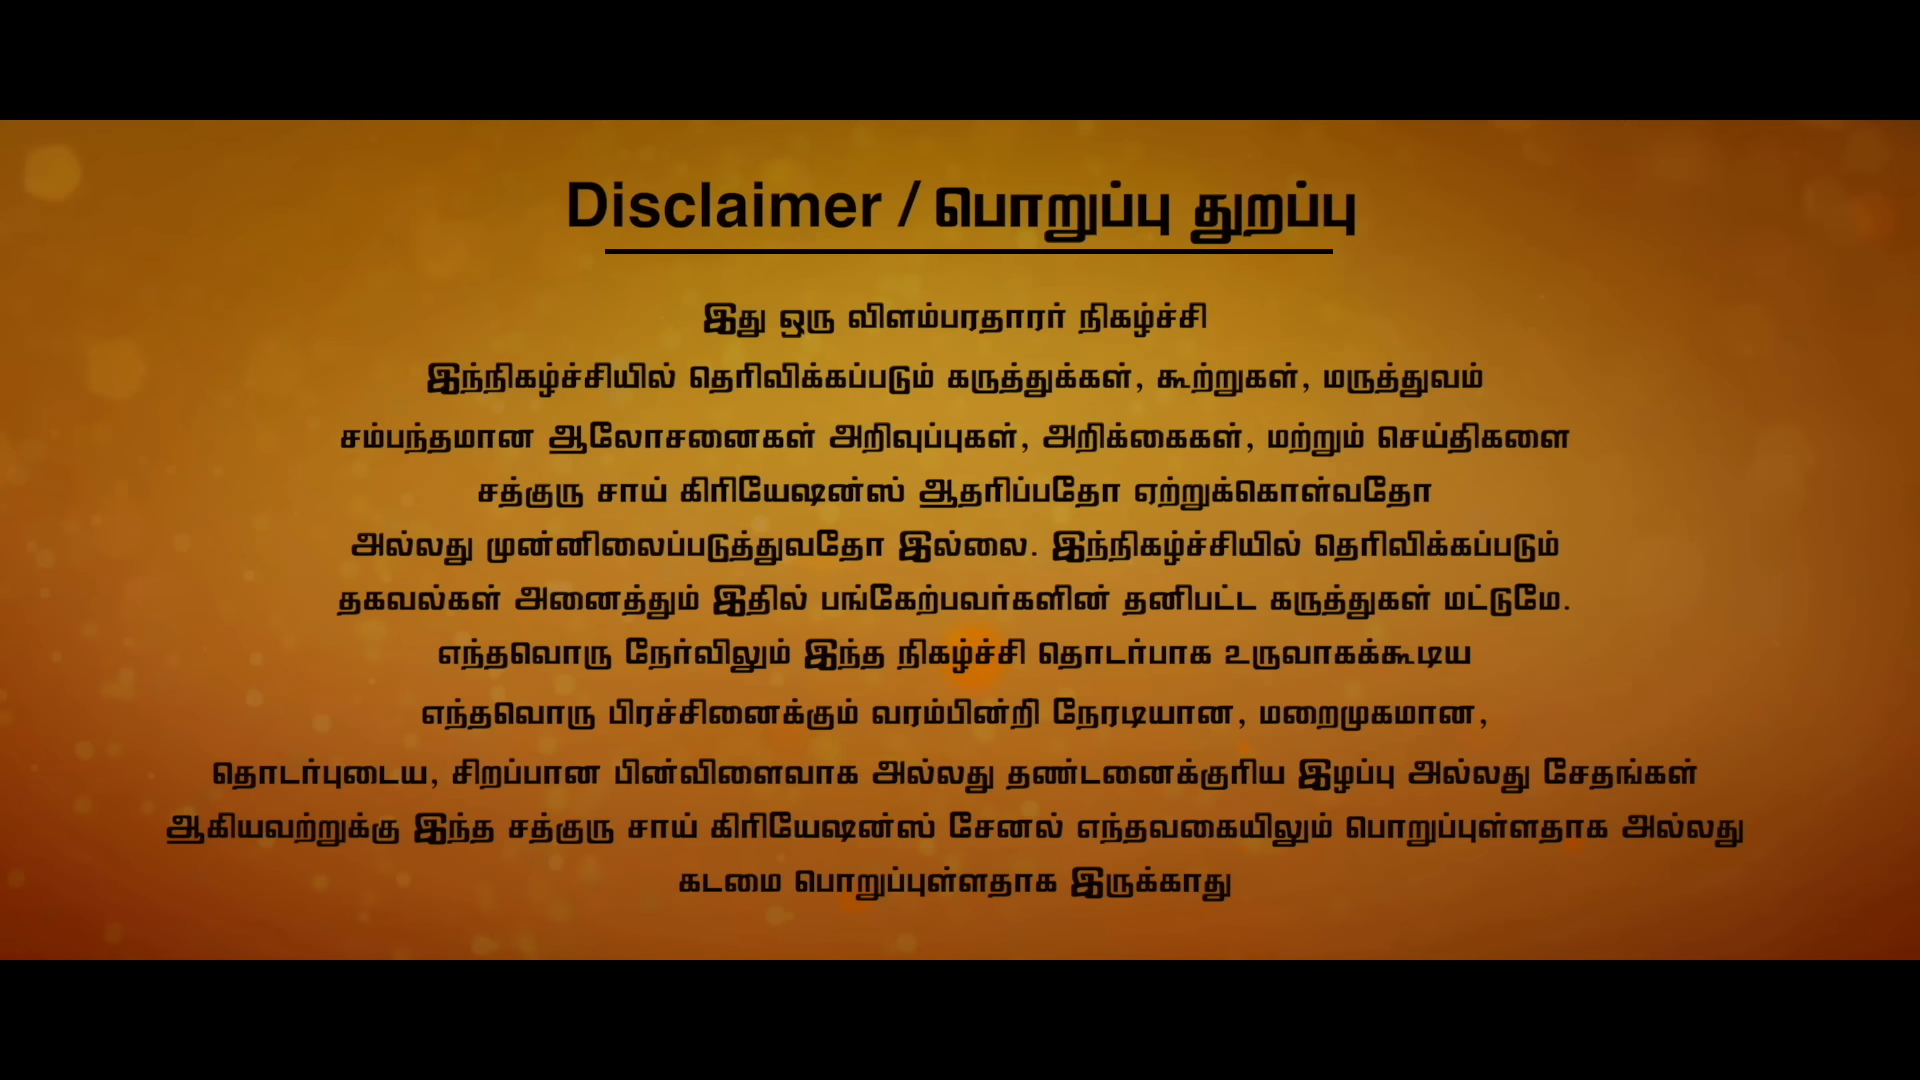 Disclaimer / பொறுப்பு துறப்பு
இது ஒரு விளம்பரதாரர் நிகழ்ச்சி
இந்நிகழ்ச்சியில் தெரிவிக்கப்படும் கருத்துக்கள், கூற்றுகள், மருத்துவம்
சம்பந்தமான ஆலோசனைகள் அறிவுப்புகள், அறிக்கைகள், மற்றும் செய்திகளை
சத்குரு சாய் கிரியேஷன்ஸ் ஆதரிப்பதோ ஏற்றுக்கொள்வதோ
அல்லது முன்னிலைப்படுத்துவதோ இல்லை. இந்நிகழ்ச்சியில் தெரிவிக்கப்படும்
தகவல்கள் அனைத்தும் இதில் பங்கேற்பவர்களின் தனிபட்ட கருத்துகள் மட்டுமே.
எந்தவொரு நேர்விலும் இந்த நிகழ்ச்சி தொடர்பாக உருவாகக்கூடிய
எந்தவொரு பிரச்சினைக்கும் வரம்பின்றி நேரடியான, மறைமுகமான,
தொடர்புடைய, சிறப்பான பின்விளைவாக அல்லது தண்டனைக்குரிய இழப்பு அல்லது சேதங்கள்
ஆகியவற்றுக்கு இந்த சத்குரு சாய் கிரியேஷன்ஸ் சேனல் எந்தவகையிலும் பொறுப்புள்ளதாக அல்லது
கடமை பொறுப்புள்ளதாக இருக்காது